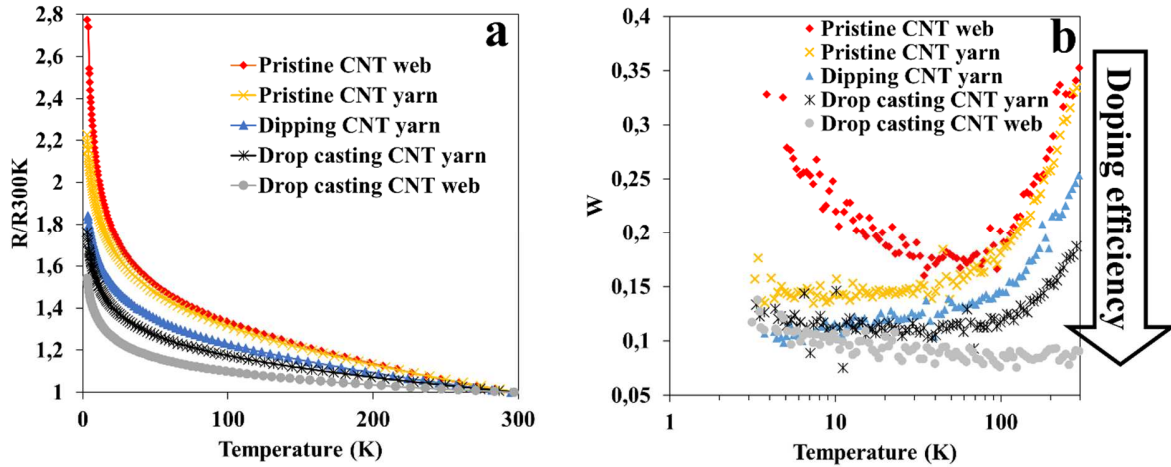 a
2,8
2,6
2,4
2,2
2
1,8
1,6
1,4
1,2
1
R/R300K
Pristine CNT web
Pristine CNT yarn
Dipping CNT yarn
Drop casting CNT yarn
Drop casting CNT web
0
100
200
300
Temperature (K)
b
0,4
0,35
0,3
0,25
0,2
0,15
0,1
0,05
W
Pristine CNT web
Pristine CNT yarn
Dipping CNT yarn
Drop casting CNT yarn
Drop casting CNT web
1
10
100
Temperature (K)
Doping efficiency